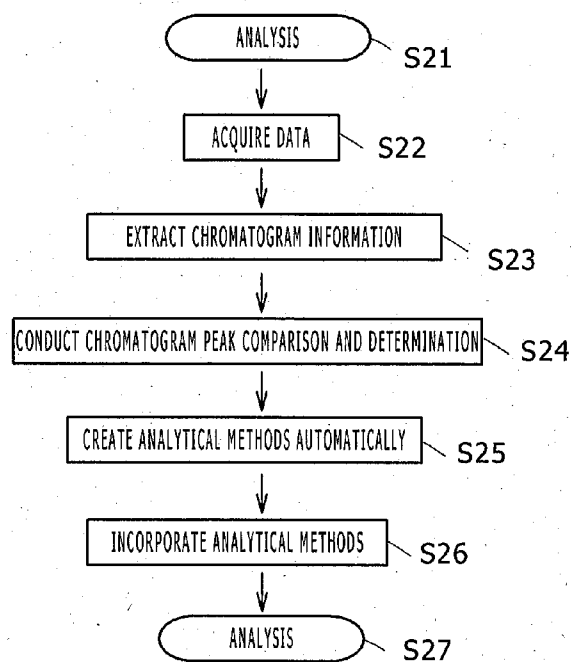 ANALYSIS
S21
ACQUIRE DATA
S22
EXTRACT CHROMATOGRAM INFORMATION
S23
CONDUCT CHROMATOGRAM PEAK COMPARISON AND DETERMINATION
S24
CREATE ANALYTICAL METHODS AUTOMATICALLY
S25
INCORPORATE ANALYTICAL METHODS
S26
ANALYSIS
S27